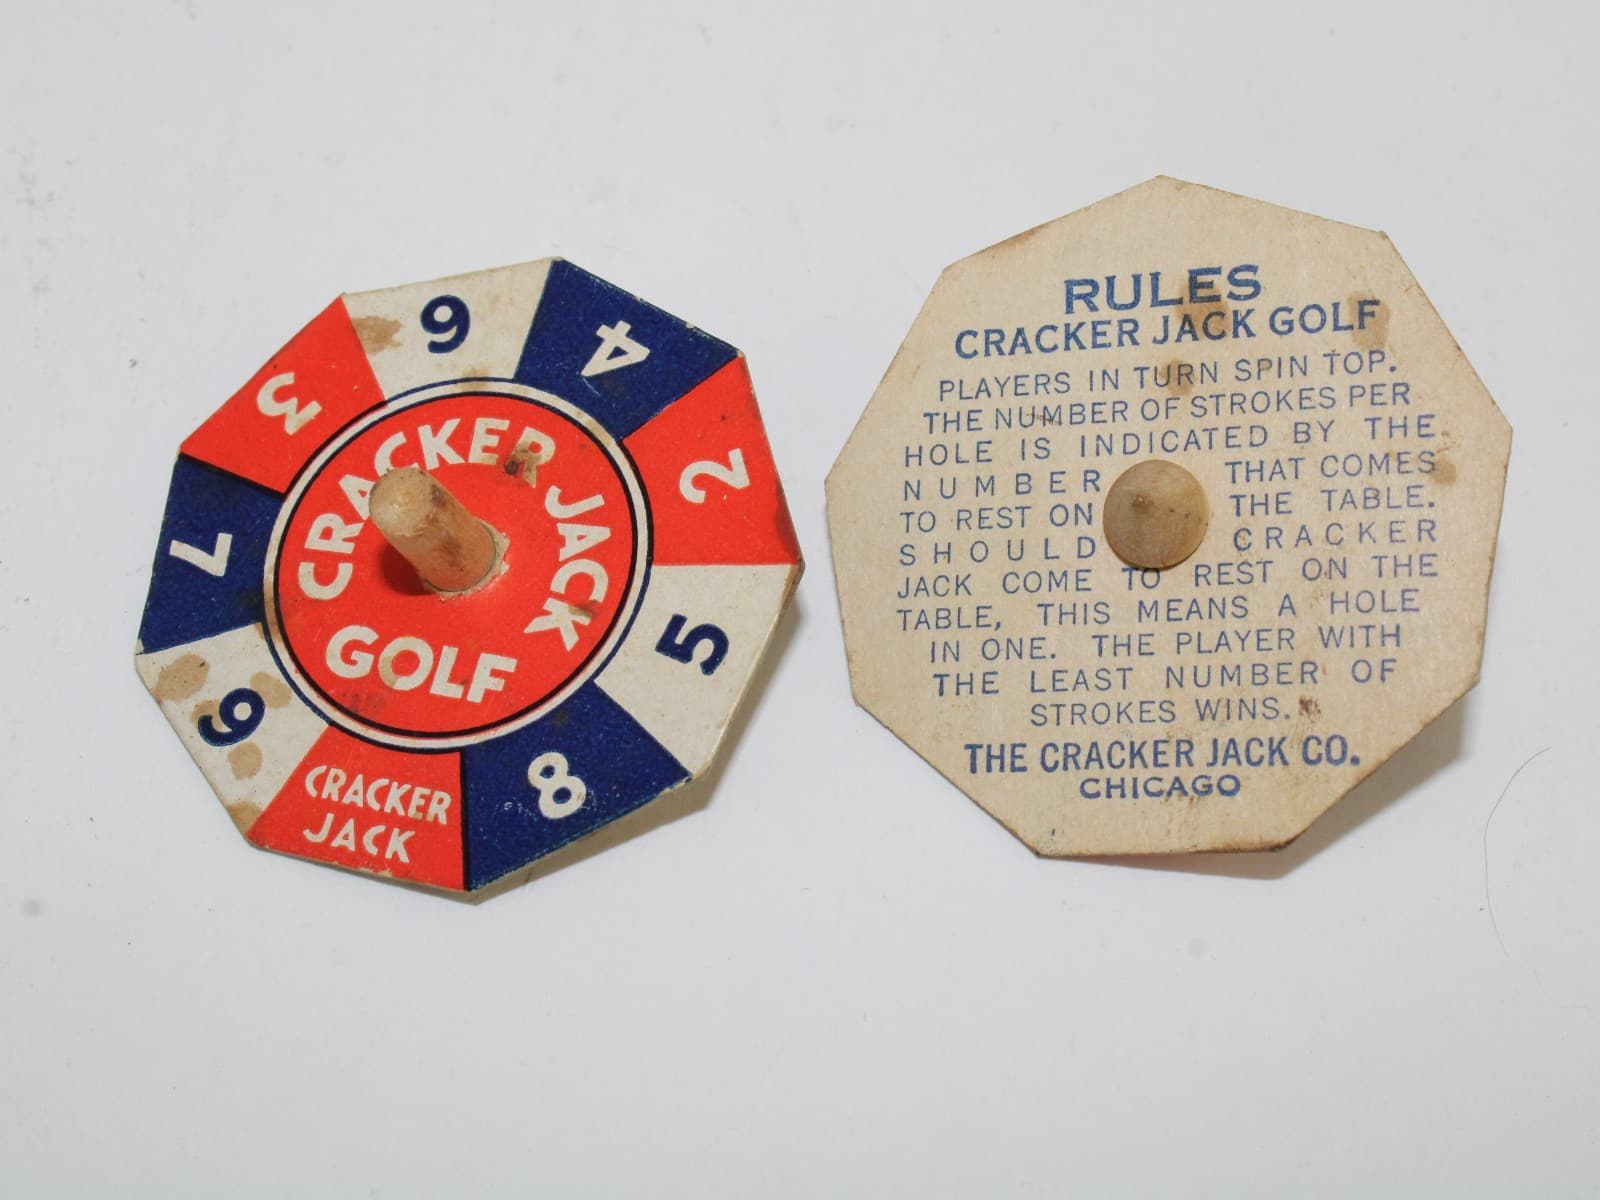 9
4
2
5
8
CRACKER
JACK
6
7
3
CRACKER JACK
GOLF
RULES
CRACKER JACK GOLF
PLAYERS IN TURN SPIN TOP.
THE NUMBER OF STROKES PER
HOLE IS INDICATED BY THE
NUMBER THAT COMES
TO REST ON THE TABLE.
SHOULD CRACKER
JACK COME TO REST ON THE
TABLE, THIS MEANS A HOLE
IN ONE. THE PLAYER WITH
THE LEAST NUMBER OF
STROKES WINS.
THE CRACKER JACK CO.
CHICAGO